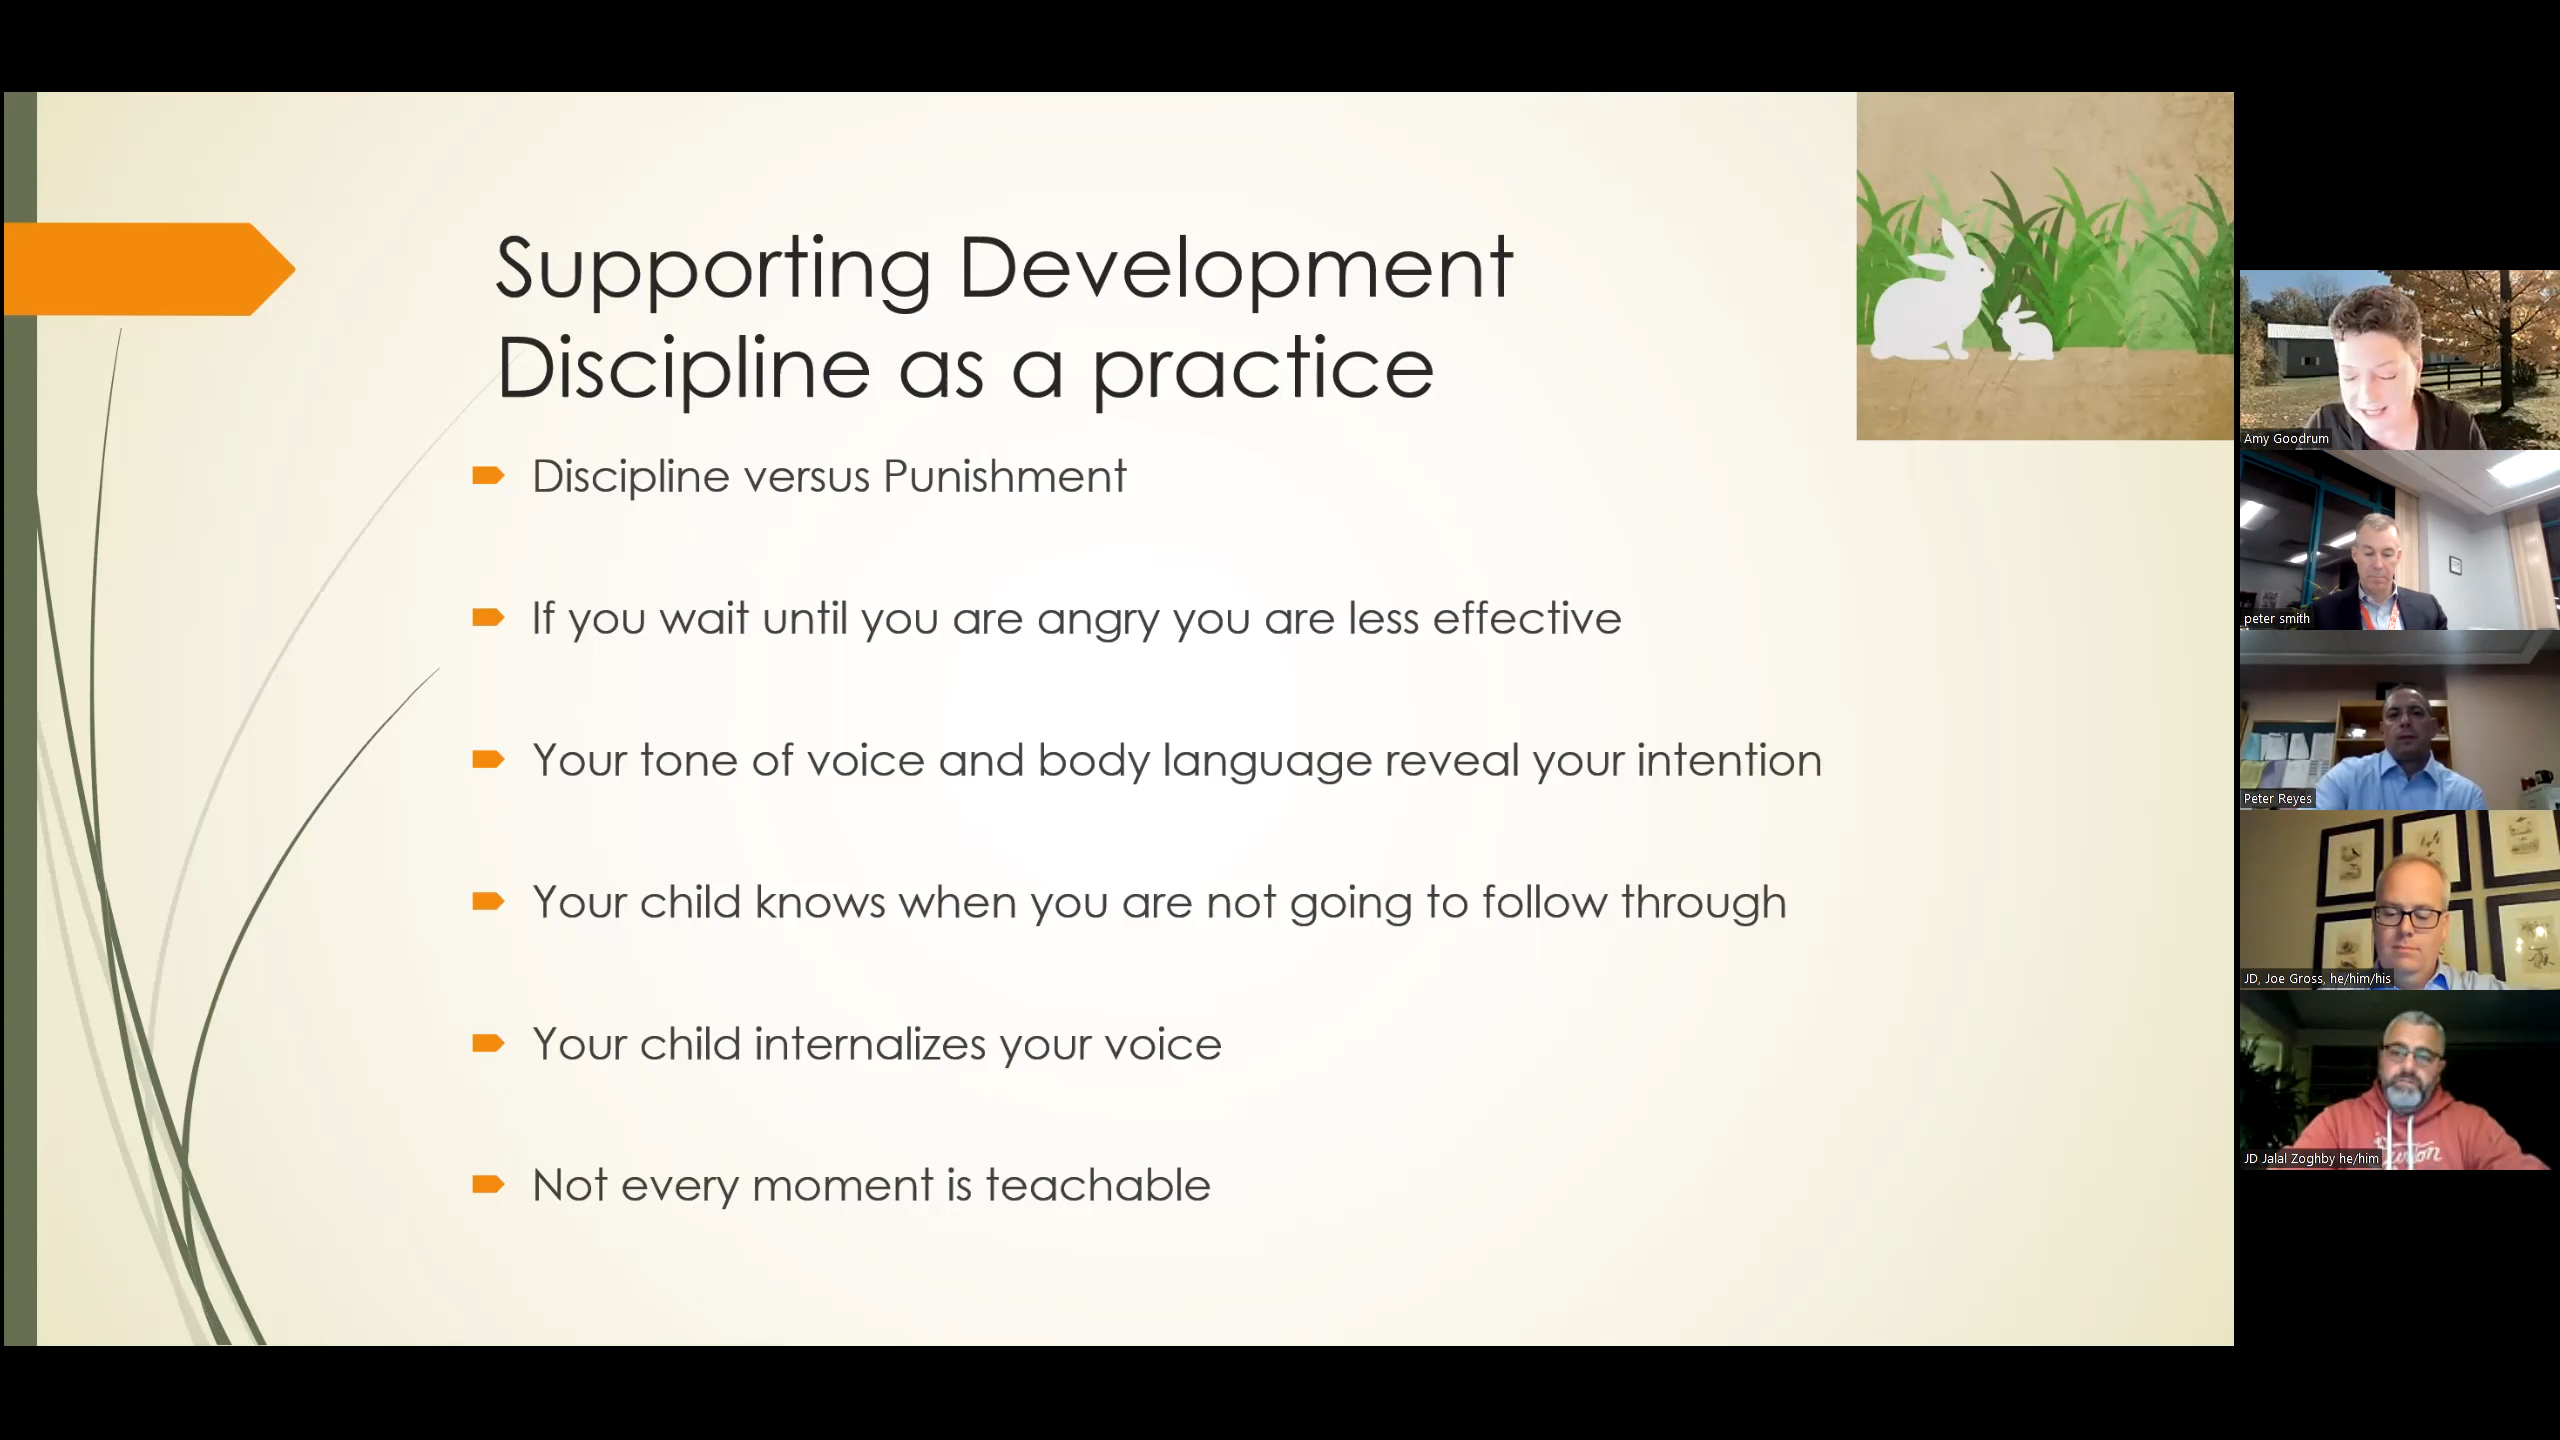 Supporting Development
Discipline as a practice
Discipline versus Punishment
If you wait until you are angry you are less effective
Your tone of voice and body language reveal your intention
Your child knows when you are not going to follow through
Your child internalizes your voice
Not every moment is teachable
Amy Goodrum
peter smith
Peter Reyes
JD, Joe Gross, he/him/his
JD Jalal Zoghby he/him